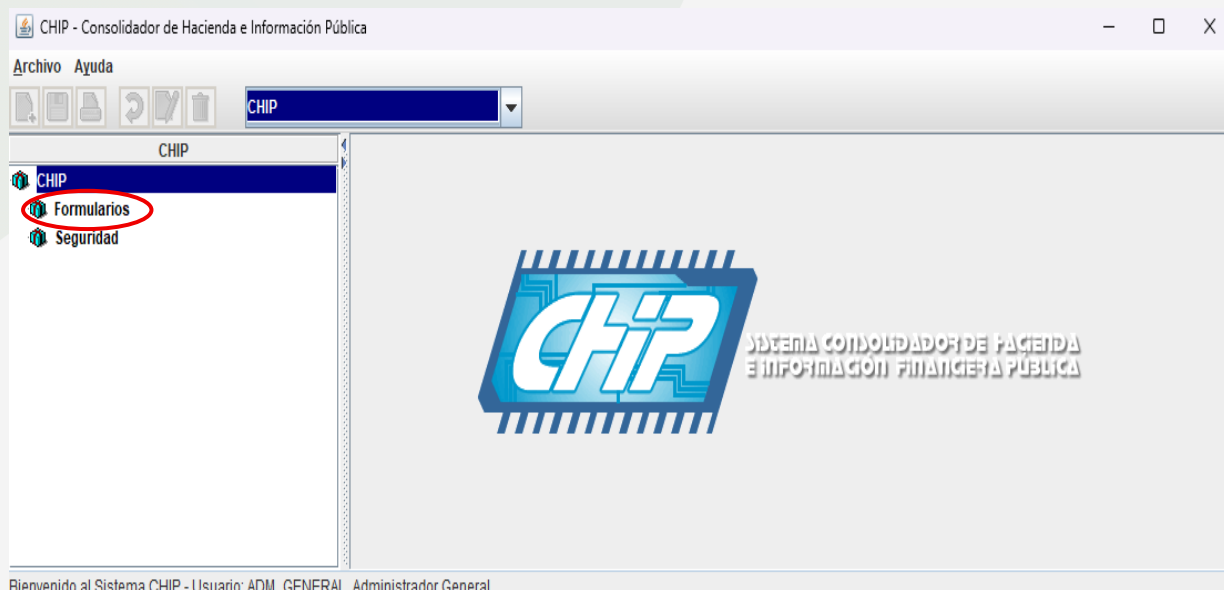 CHIP - Consolidador de Hacienda e Información Pública
Archivo Ayuda
CHIP
CHIP
CHIP
Formularios
Seguridad
CHIP
SISTEMA CONSOLIDADOR DE HACIENDA
E INFORMACIÓN FINANCIERA PÚBLICA
Bienvenido al Sistema CHIP - Usuario: ADM_GENERAL, Administrador General